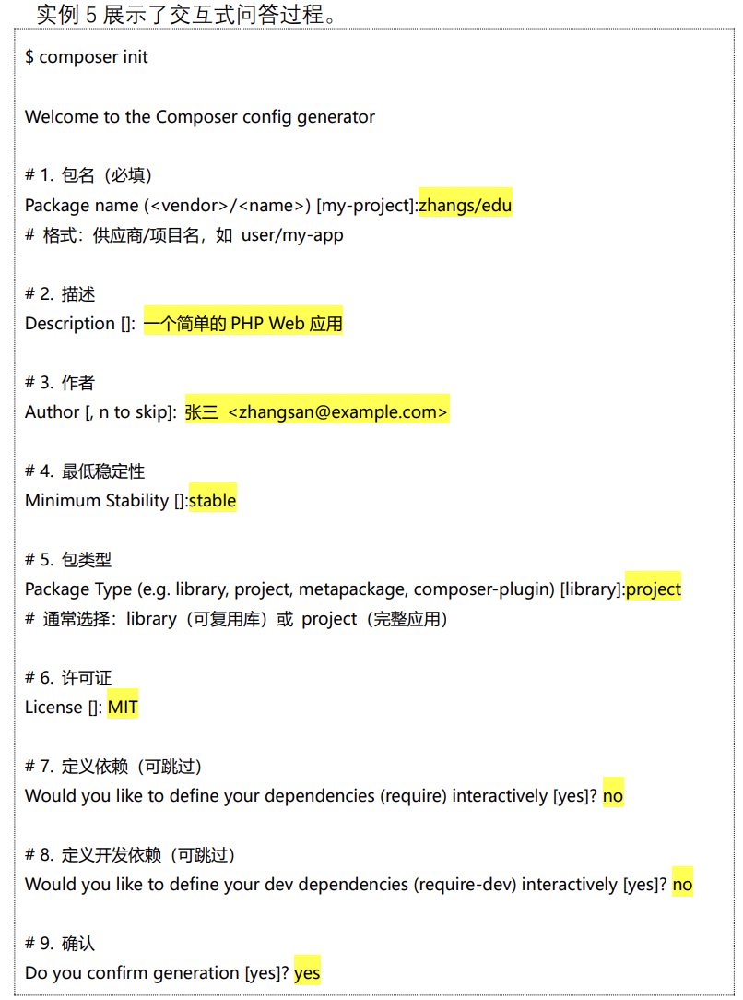 实例 5 展示了交互式问答过程。
$ composer init
Welcome to the Composer config generator
# 1. 包名（必填）
Package name (<vendor>/<name>) [my-project]:zhangs/edu
# 格式：供应商/项目名，如 user/my-app
# 2. 描述
Description []: 一个简单的 PHP Web 应用
# 3. 作者
Author [, n to skip]: 张三 <zhangsan@example.com>
# 4. 最低稳定性
Minimum Stability []:stable
# 5. 包类型
Package Type (e.g. library, project, metapackage, composer-plugin) [library]:project
# 通常选择：library（可复用库）或 project（完整应用）
# 6. 许可证
License []: MIT
# 7. 定义依赖（可跳过）
Would you like to define your dependencies (require) interactively [yes]? no
# 8. 定义开发依赖（可跳过）
Would you like to define your dev dependencies (require-dev) interactively [yes]? no
# 9. 确认
Do you confirm generation [yes]? yes